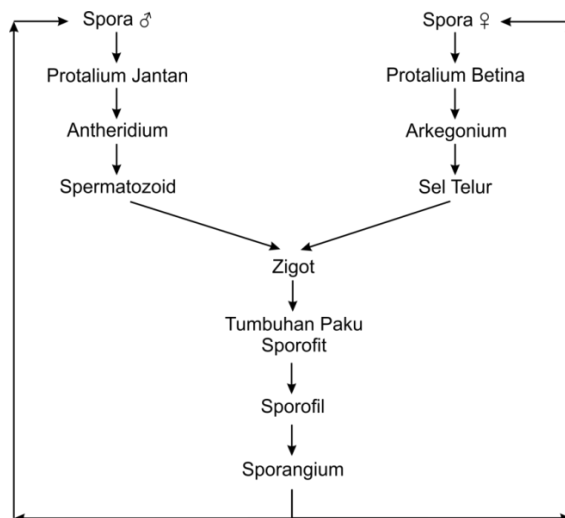 Spora ♂
Spora ♀
Protalium Jantan
Protalium Betina
Antheridium
Arkegonium
Spermatozoid
Sel Telur
Zigot
Tumbuhan Paku
Sporofit
Sporofil
Sporangium